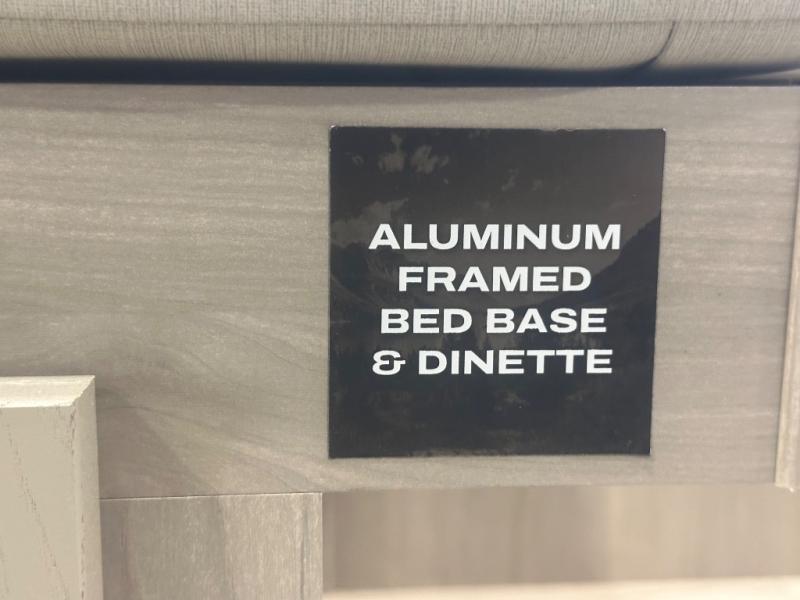 ALUMINUM
FRAMED
BED BASE
& DINETTE